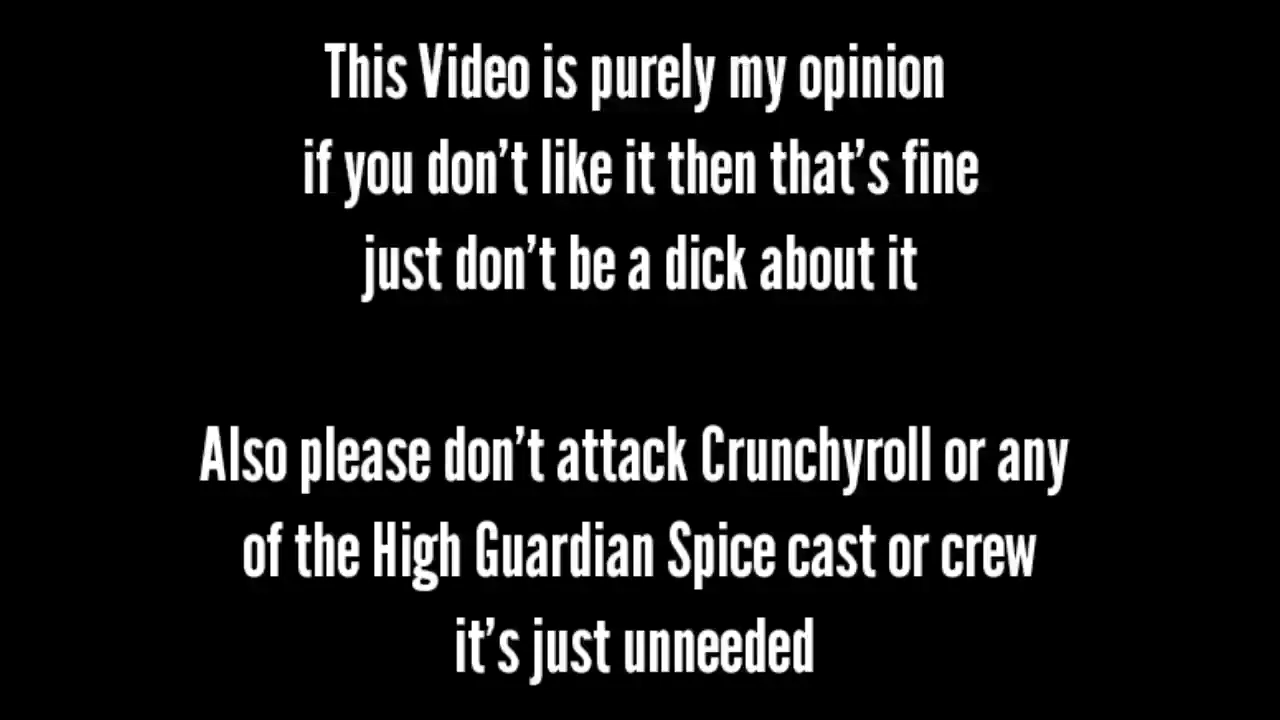 This Video is purely my opinion
if you don’t like it then that’s fine
just don’t be a dick about it
Also please don’t attack Crunchyroll or any
of the High Guardian Spice cast or crew
it’s just unneeded